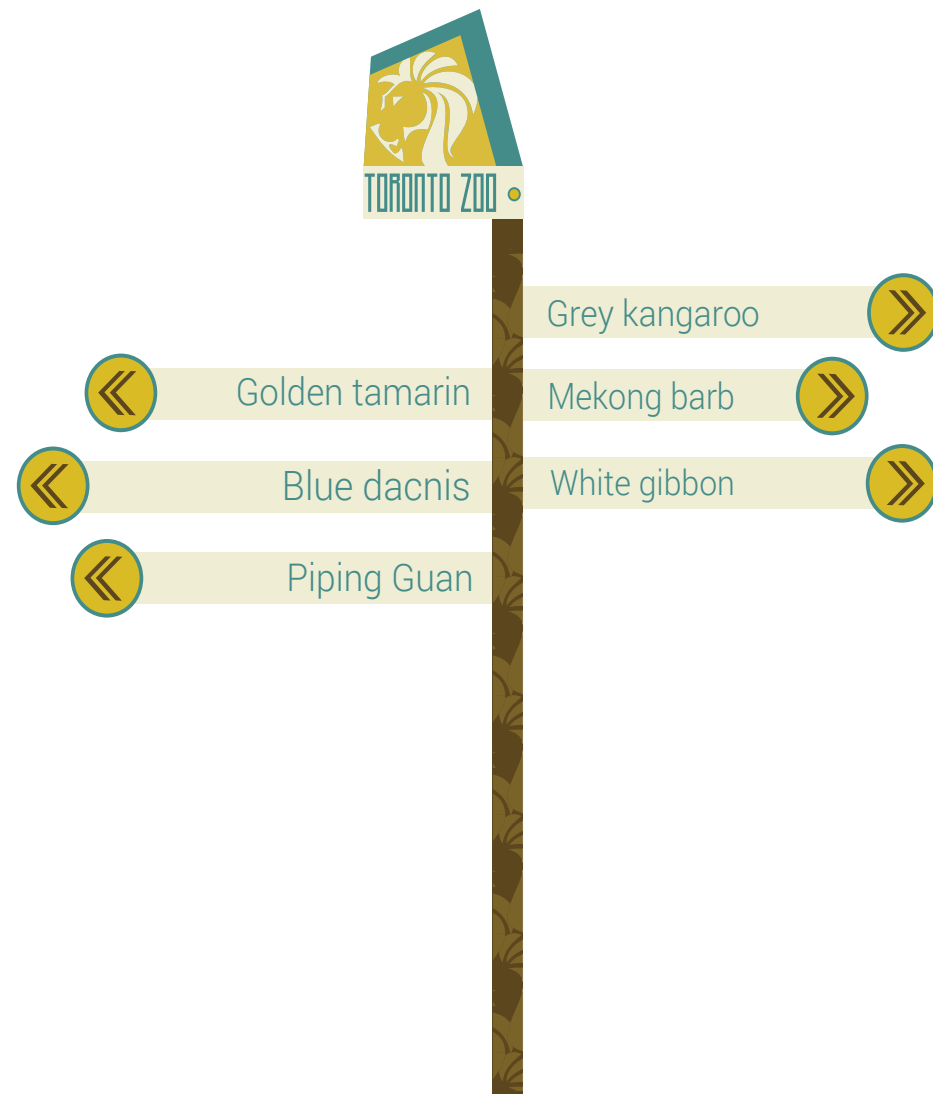 TORONTO ZOO
Grey kangaroo
Golden tamarin
Mekong barb
Blue dacnis
White gibbon
Piping Guan